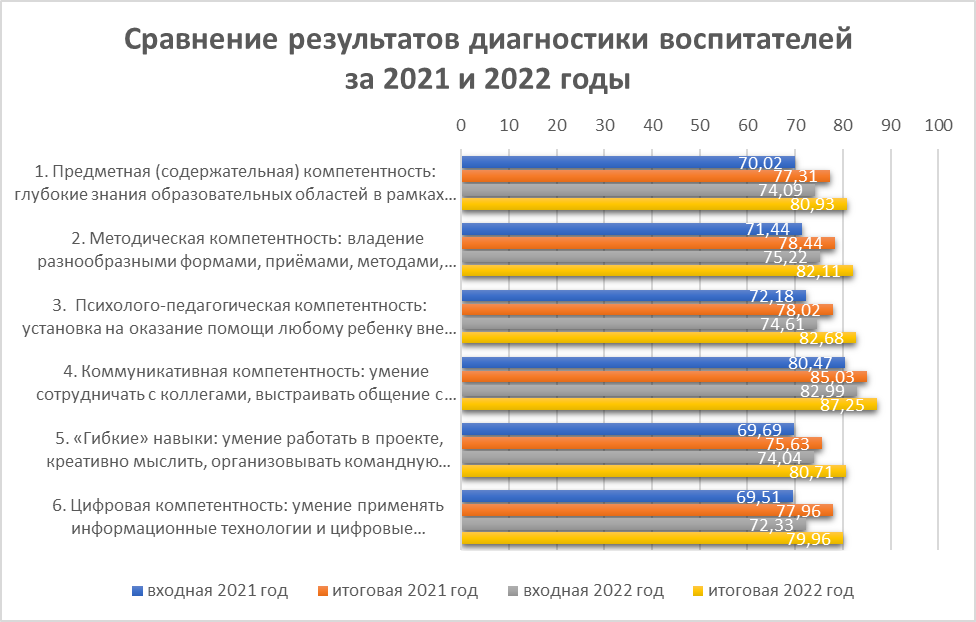 Сравнение результатов диагностики воспитателей
за 2021 и 2022 годы
0 10 20 30 40 50 60 70 80 90 100
1. Предметная (содержательная) компетентность:
глубокие знания образовательных областей в рамках…
70,02
77,31
74,09
80,93
2. Методическая компетентность: владение
разнообразными формами, приёмами, методами,…
71,44
78,44
75,22
82,11
3. Психолого-педагогическая компетентность:
установка на оказание помощи любому ребенку вне…
72,18
78,02
74,61
82,68
4. Коммуникативная компетентность: умение
сотрудничать с коллегами, выстраивать общение с…
80,47
85,03
82,99
87,25
5. «Гибкие» навыки: умение работать в проекте,
креативно мыслить, организовывать командную…
69,69
75,63
74,04
80,71
6. Цифровая компетентность: умение применять
информационные технологии и цифровые…
69,51
77,96
72,33
79,96
входная 2021 год итоговая 2021 год входная 2022 год итоговая 2022 год